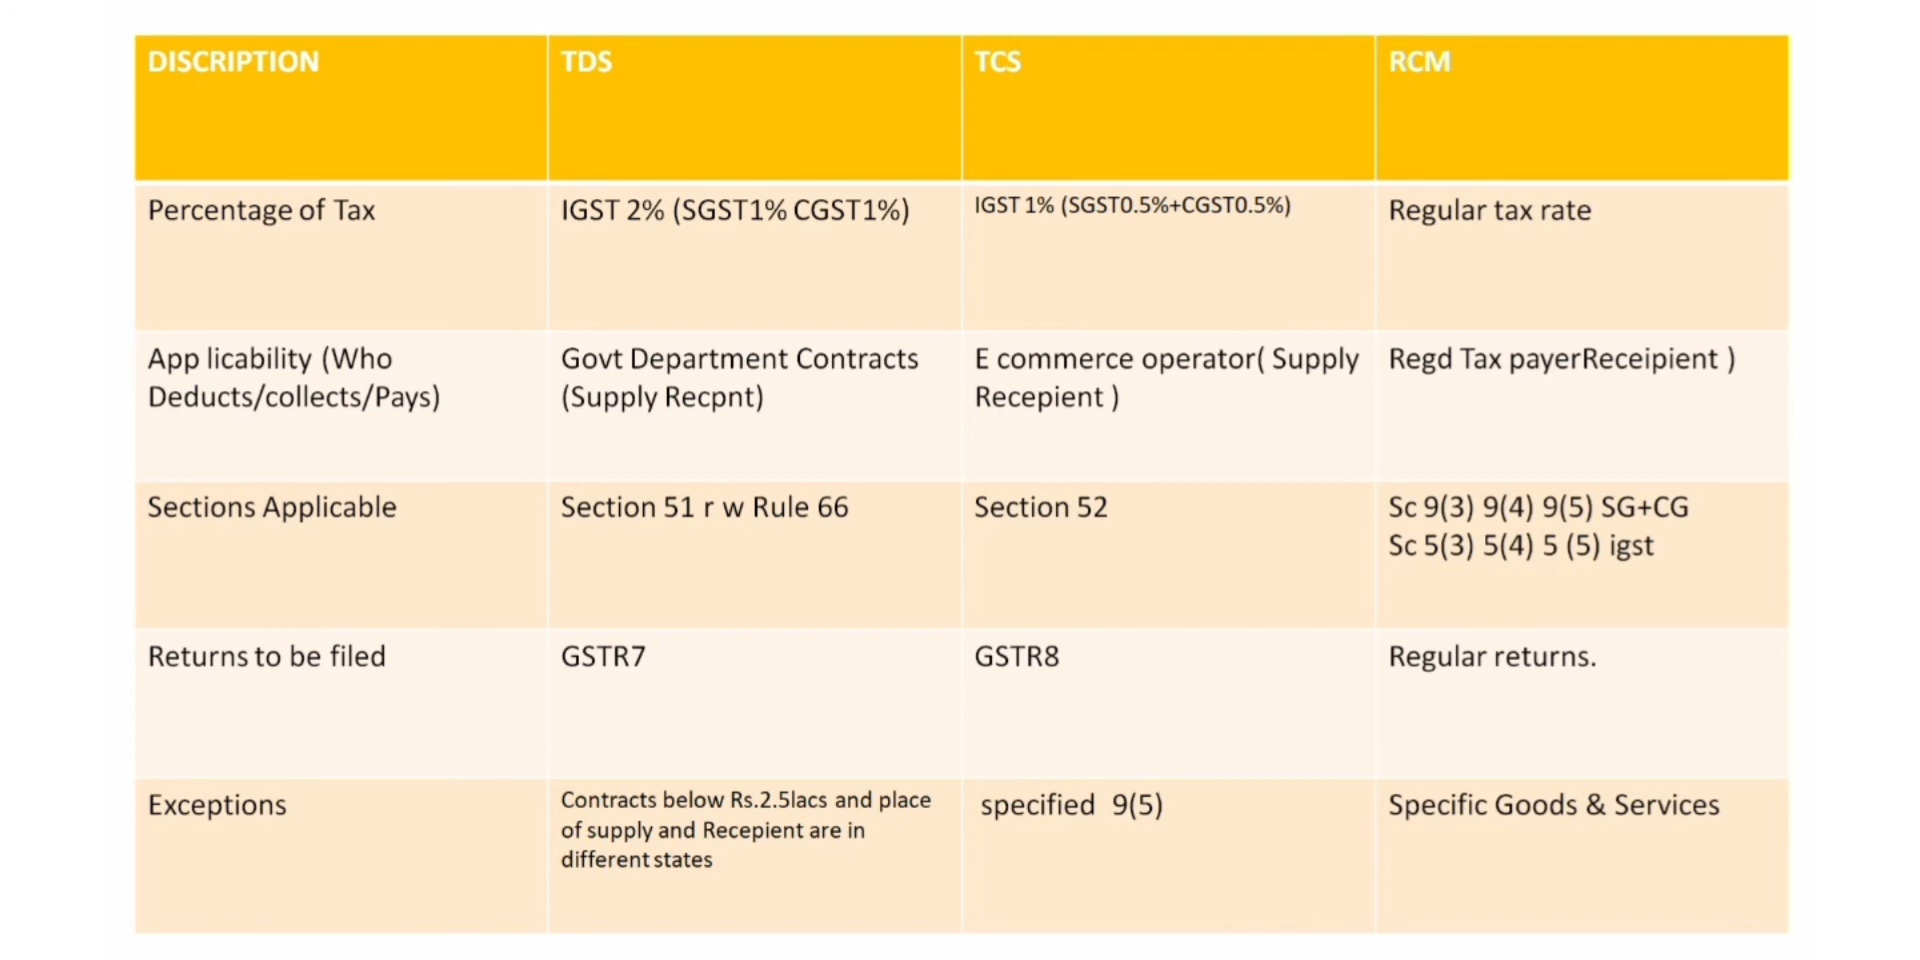 DISCRIPTION TDS TCS RCM
Percentage of Tax IGST 2% (SGST1% CGST1%) IGST 1% (SGST0.5%+CGST0.5%) Regular tax rate
App licability (Who Govt Department Contracts E commerce operator( Supply Regd Tax payerReceipient )
Deducts/collects/Pays) (Supply Recpnt) Recepient )
Sections Applicable Section 51 r w Rule 66 Section 52 Sc 9(3) 9(4) 9(5) SG+CG
Sc 5(3) 5(4) 5 (5) igst
Returns to be filed GSTR7 GSTR8 Regular returns.
Exceptions Contracts below Rs.2.5lacs and place specified 9(5) Specific Goods & Services
of supply and Recepient are in
different states